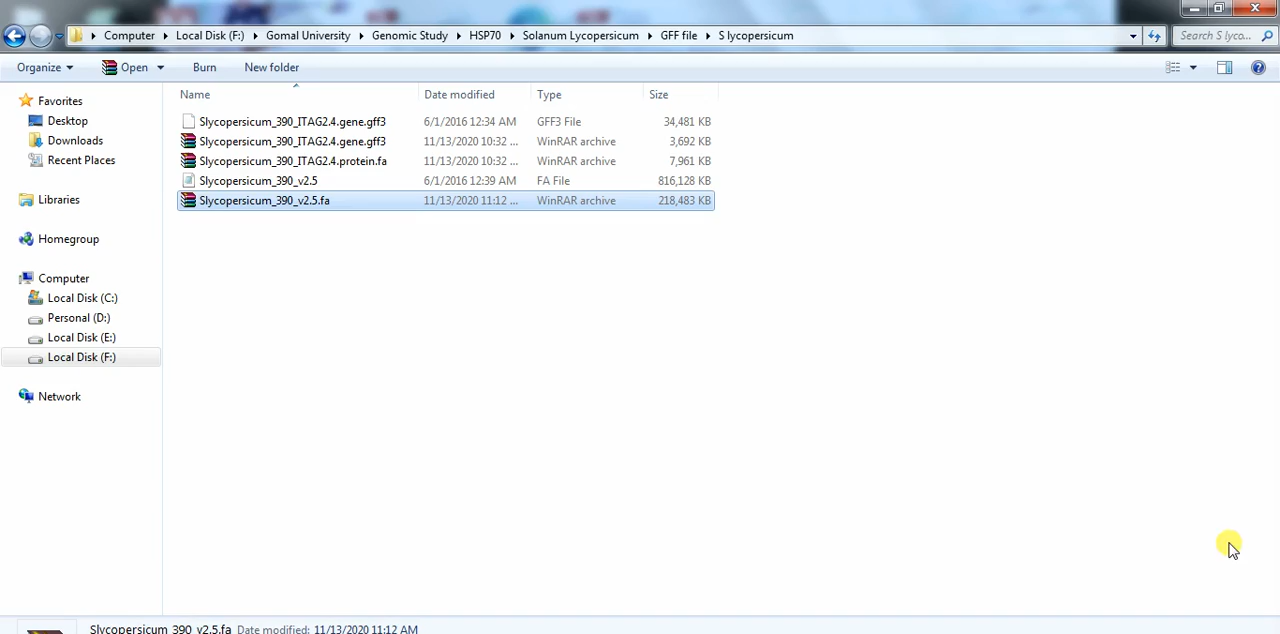 Computer Local Disk (F:) Gomal University Genomic Study HSP70 Solanum Lycopersicum GFF file S lycopersicum Search S lyco...
Organize Open Burn New folder
Favorites
Desktop
Downloads
Recent Places
Libraries
Homegroup
Computer
Local Disk (C:)
Personal (D:)
Local Disk (E:)
Local Disk (F:)
Network
Name Date modified Type Size
Slycopersicum_390_ITAG2.4.gene.gff3 6/1/2016 12:34 AM GFF3 File 34,481 KB
Slycopersicum_390_ITAG2.4.gene.gff3 11/13/2020 10:32 ... WinRAR archive 3,692 KB
Slycopersicum_390_ITAG2.4.protein.fa 11/13/2020 10:32 ... WinRAR archive 7,961 KB
Slycopersicum_390_v2.5 6/1/2016 12:39 AM FA File 816,128 KB
Slycopersicum_390_v2.5.fa 11/13/2020 11:12 ... WinRAR archive 218,483 KB
Slycopersicum_390_v2.5.fa Date modified: 11/13/2020 11:12 AM